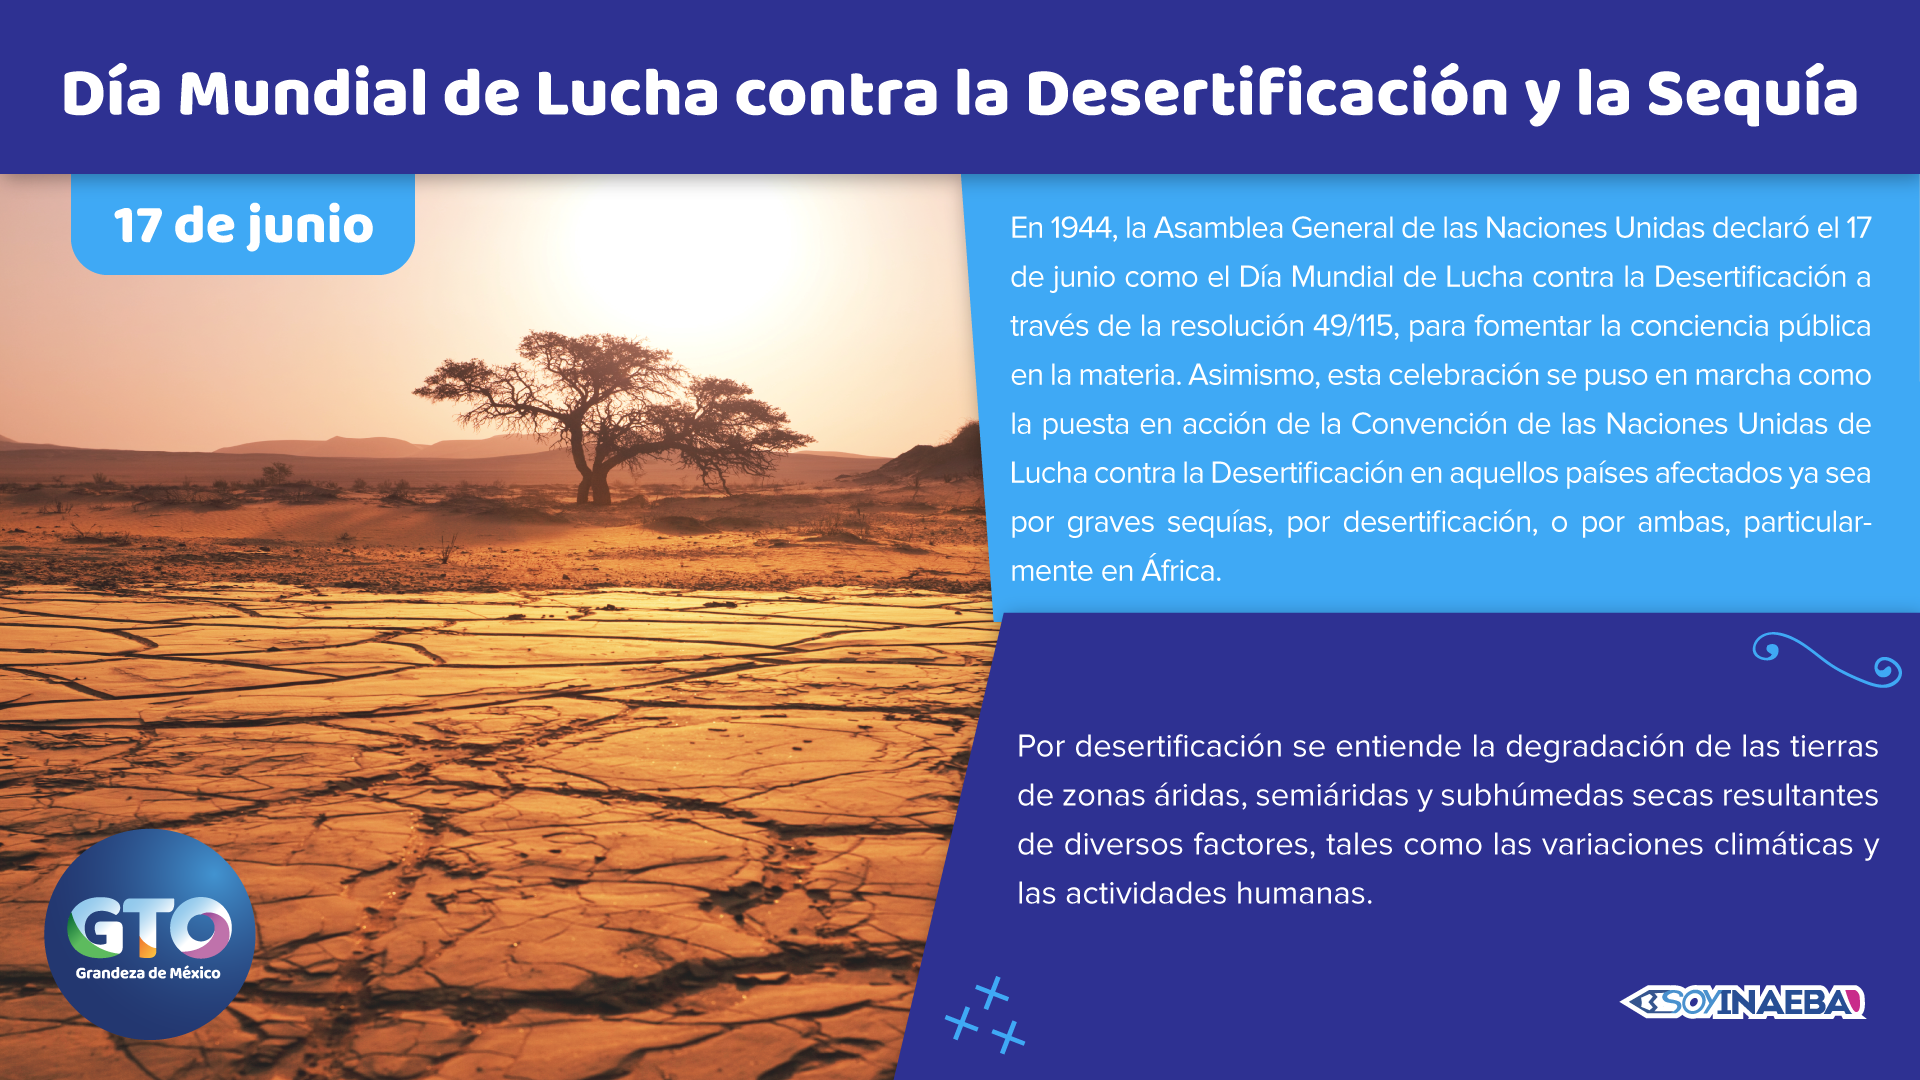 Día Mundial de Lucha contra la Desertificación y la Sequía
17 de junio
En 1944, la Asamblea General de las Naciones Unidas declaró el 17
de junio como el Día Mundial de Lucha contra la Desertificación a
través de la resolución 49/115, para fomentar la conciencia pública
en la materia. Asimismo, esta celebración se puso en marcha como
la puesta en acción de la Convención de las Naciones Unidas de
Lucha contra la Desertificación en aquellos países afectados ya sea
por graves sequías, por desertificación, o por ambas, particular-
mente en África.
Por desertificación se entiende la degradación de las tierras
de zonas áridas, semiáridas y subhúmedas secas resultantes
de diversos factores, tales como las variaciones climáticas y
las actividades humanas.
GTO
Grandeza de México
SOYINAEBA